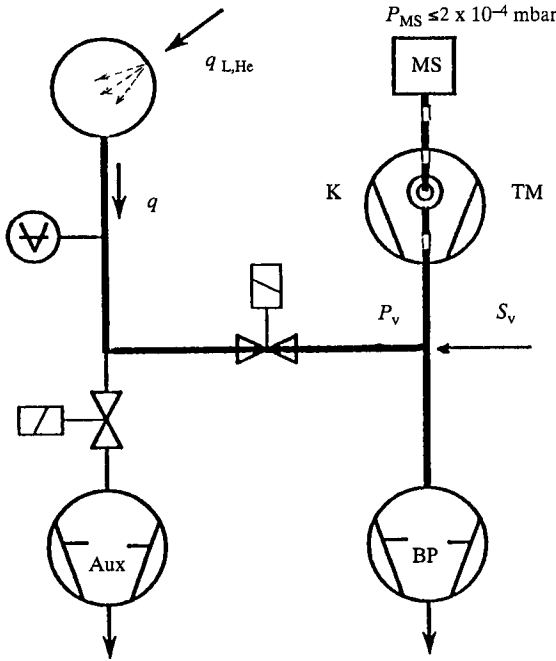 P_MS ≤ 2 x 10⁻⁴ mbar
q_L,He
MS
K
TM
q
P_v
S_v
Aux
BP